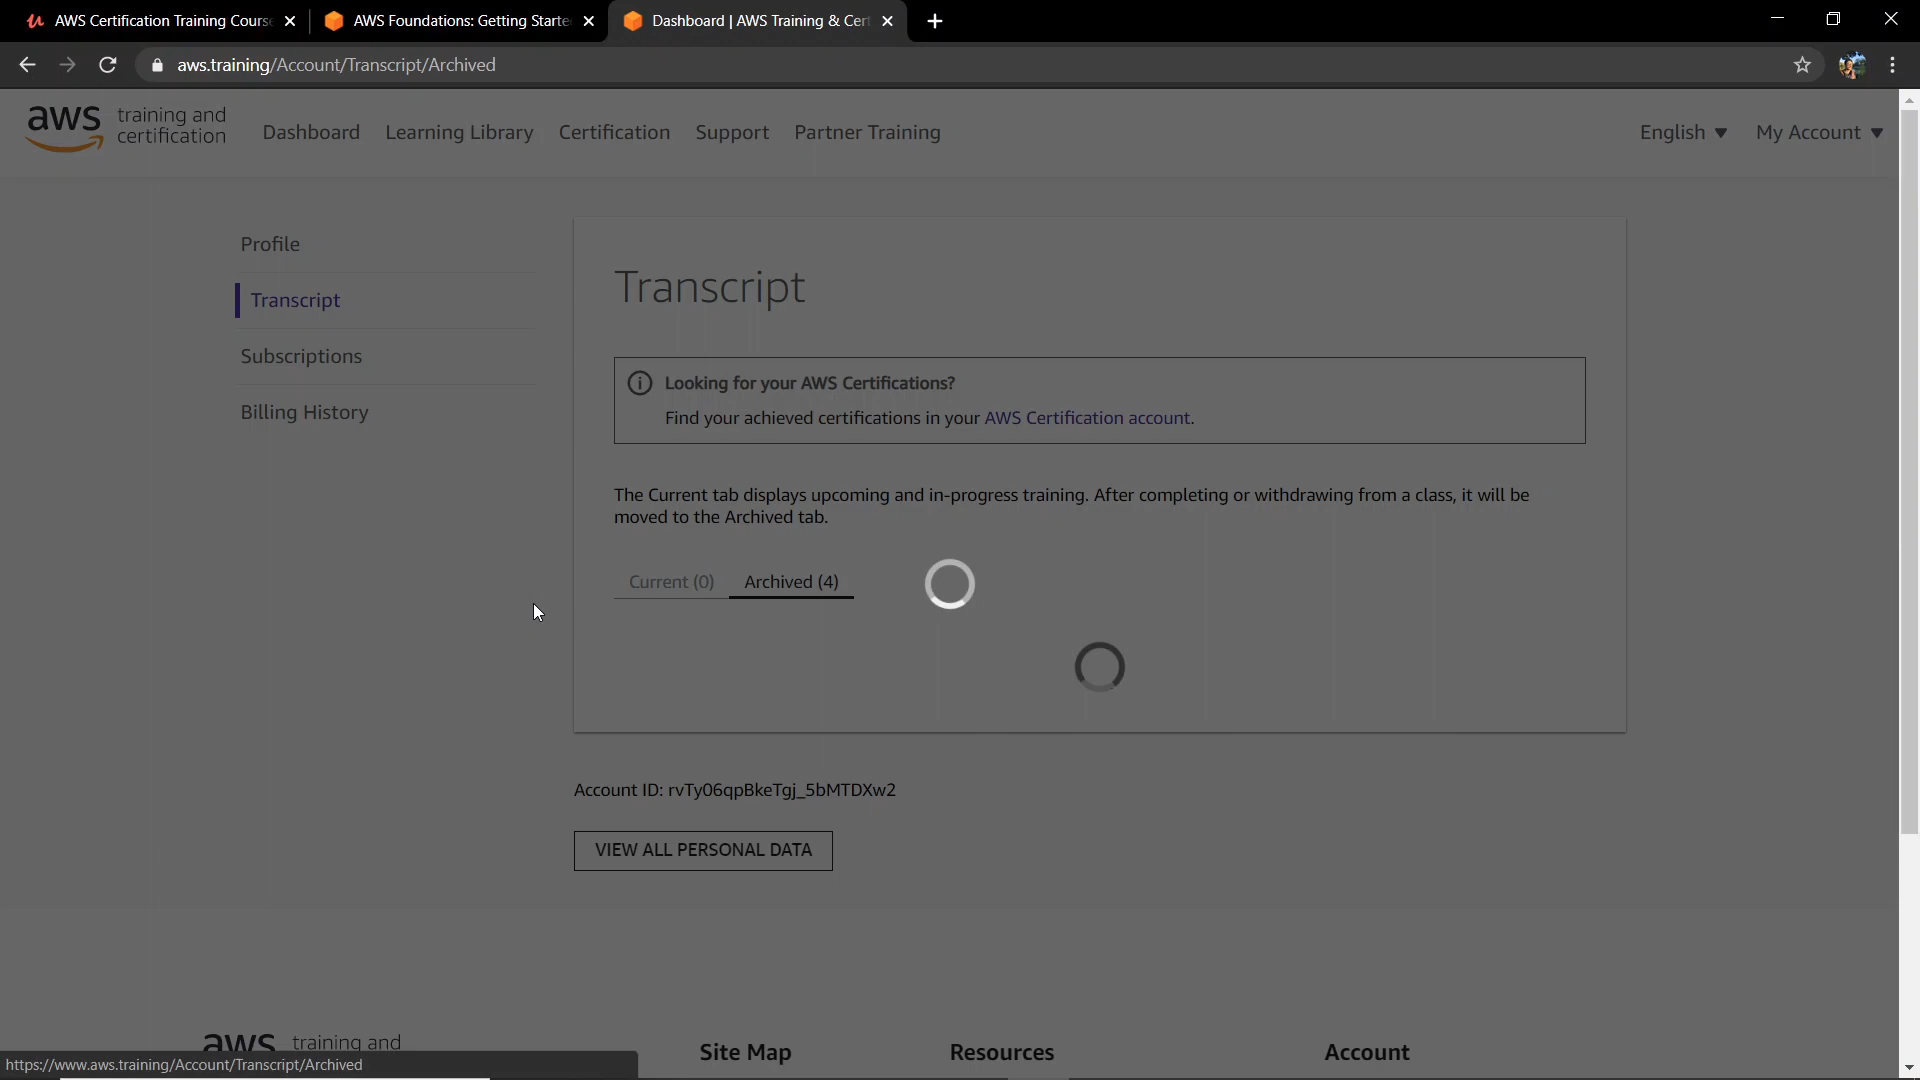 AWS Certification Training Course
AWS Foundations: Getting Starte
Dashboard | AWS Training & Cert
aws.training/Account/Transcript/Archived
aws training and certification
Dashboard
Learning Library
Certification
Support
Partner Training
English
My Account
Profile
Transcript
Subscriptions
Billing History
Transcript
Looking for your AWS Certifications?
Find your achieved certifications in your AWS Certification account.
The Current tab displays upcoming and in-progress training. After completing or withdrawing from a class, it will be
moved to the Archived tab.
Current (0)
Archived (4)
Account ID: rvTy06qpBkeTgj_5bMTDXw2
VIEW ALL PERSONAL DATA
aws training and
Site Map
Resources
Account
https://www.aws.training/Account/Transcript/Archived